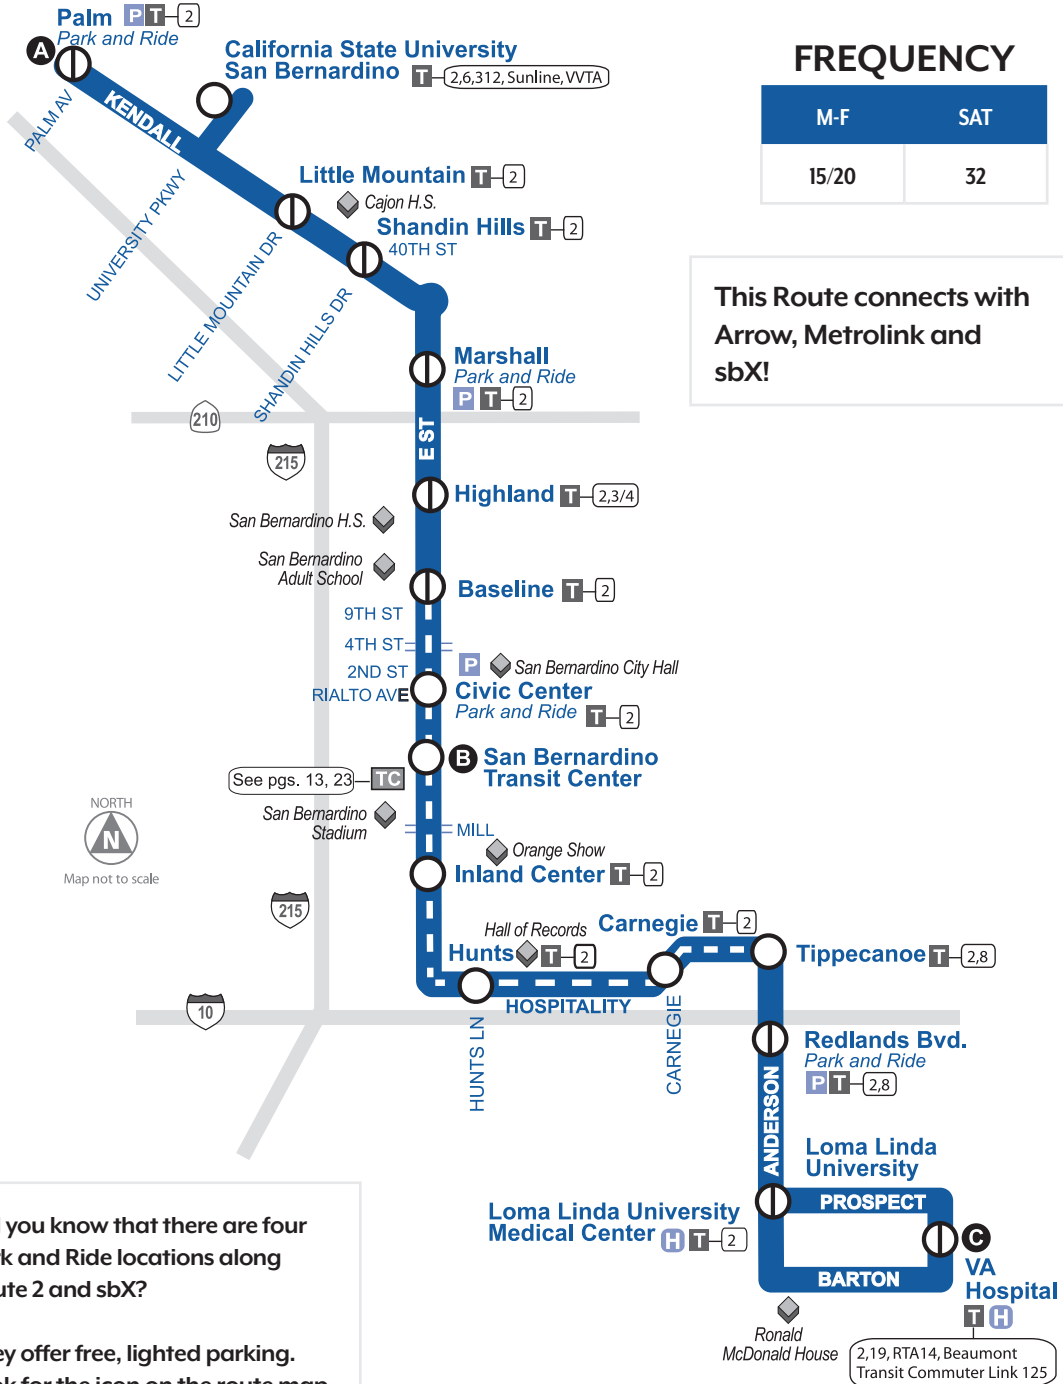 Palm P T 2
Park and Ride
A
California State University
San Bernardino T 2,6,312, Sunline, VVTA
FREQUENCY
M-F SAT
15/20 32
This Route connects with
Arrow, Metrolink and
sbX!
PALM AV
KENDALL
UNIVERSITY PKWY
Little Mountain T 2
Cajon H.S.
LITTLE MOUNTAIN DR
Shandin Hills T 2
40TH ST
SHANDIN HILLS DR
Marshall
Park and Ride
P T 2
210
E ST
215
Highland T 2,3/4
San Bernardino H.S.
San Bernardino
Adult School
Baseline T 2
9TH ST
4TH ST
2ND ST
RIALTO AVE
P San Bernardino City Hall
Civic Center
Park and Ride T 2
B San Bernardino
Transit Center
See pgs. 13, 23 TC
San Bernardino
Stadium
MILL
NORTH
N
Map not to scale
Orange Show
Inland Center T 2
215
Hall of Records
Hunts T 2
Carnegie T 2
Tippecanoe T 2,8
HOSPITALITY
10
HUNTS LN
CARNEGIE
Redlands Bvd.
Park and Ride
P T 2,8
ANDERSON
Loma Linda
University
PROSPECT
Loma Linda University
Medical Center H T 2
C
VA
Hospital
T H
BARTON
Ronald
McDonald House
2,19, RTA14, Beaumont
Transit Commuter Link 125
you know that there are four
and Ride locations along
2 and sbX?
offer free, lighted parking.
for the icon on the route map